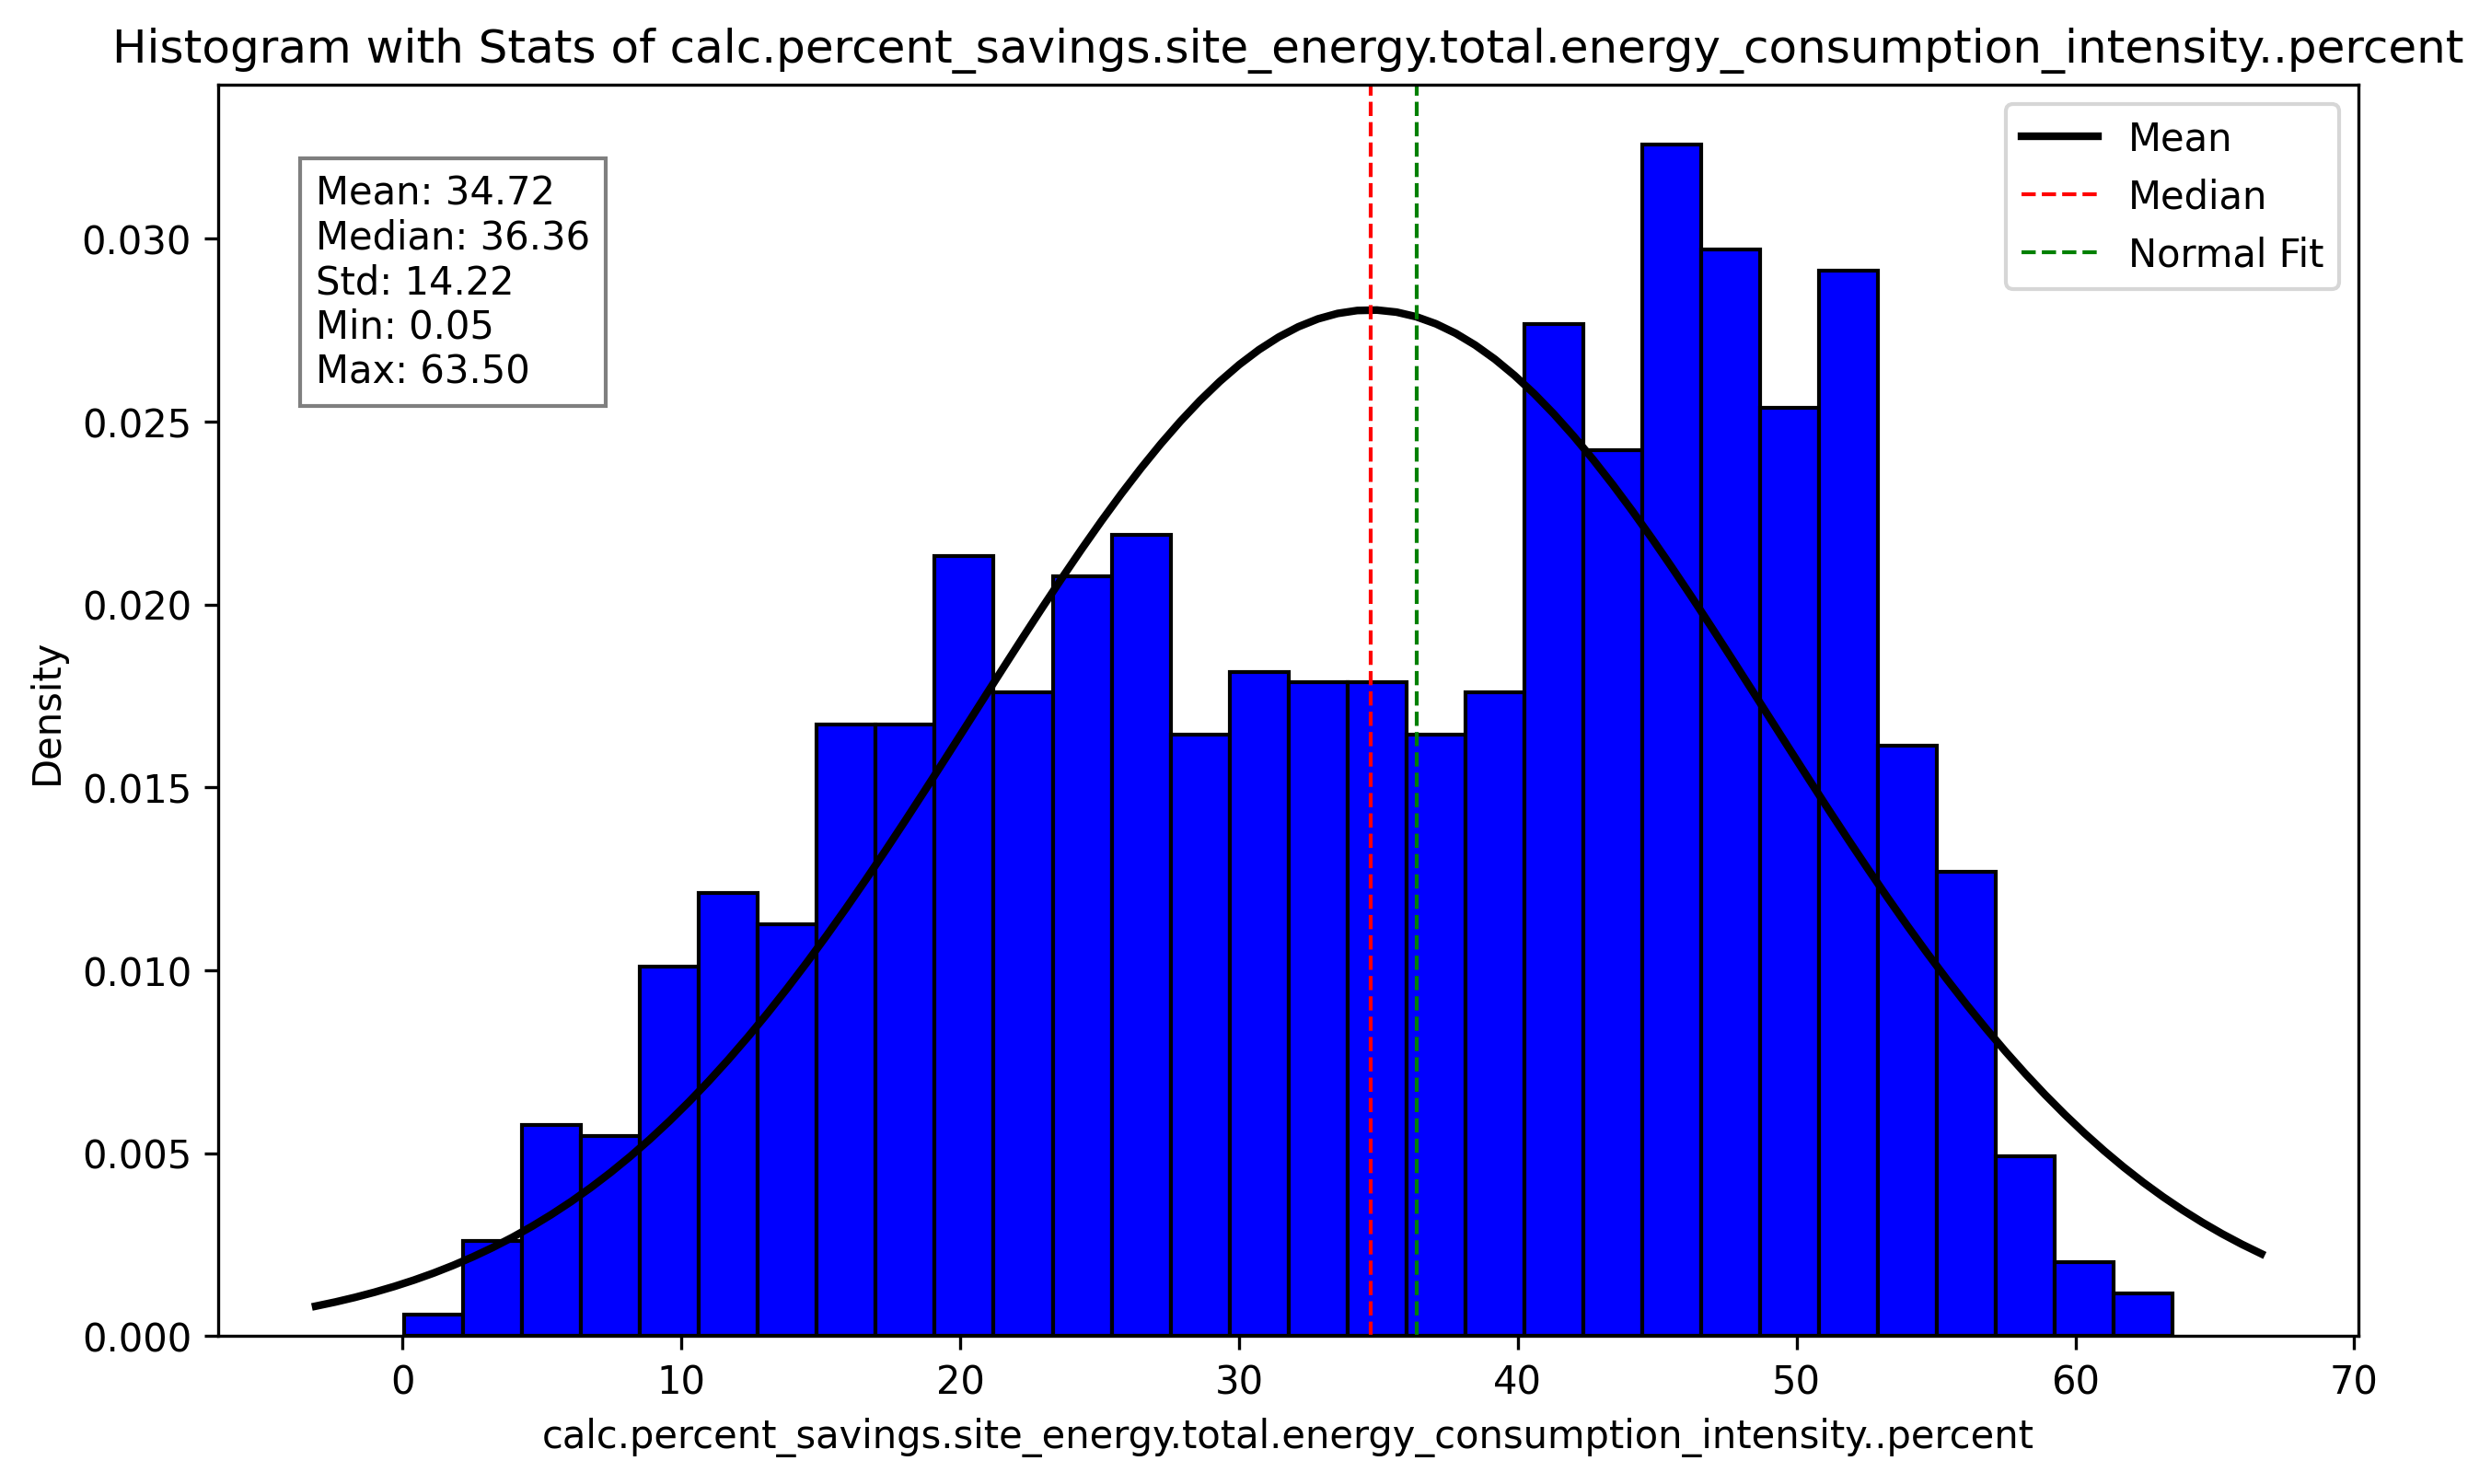 Histogram with Stats of calc.percent_savings.site_energy.total.energy_consumption_intensity..percent
Mean: 34.72
Median: 36.36
Std: 14.22
Min: 0.05
Max: 63.50
Mean
Median
Normal Fit
Density
0.030
0.025
0.020
0.015
0.010
0.005
0.000
0 10 20 30 40 50 60 70
calc.percent_savings.site_energy.total.energy_consumption_intensity..percent